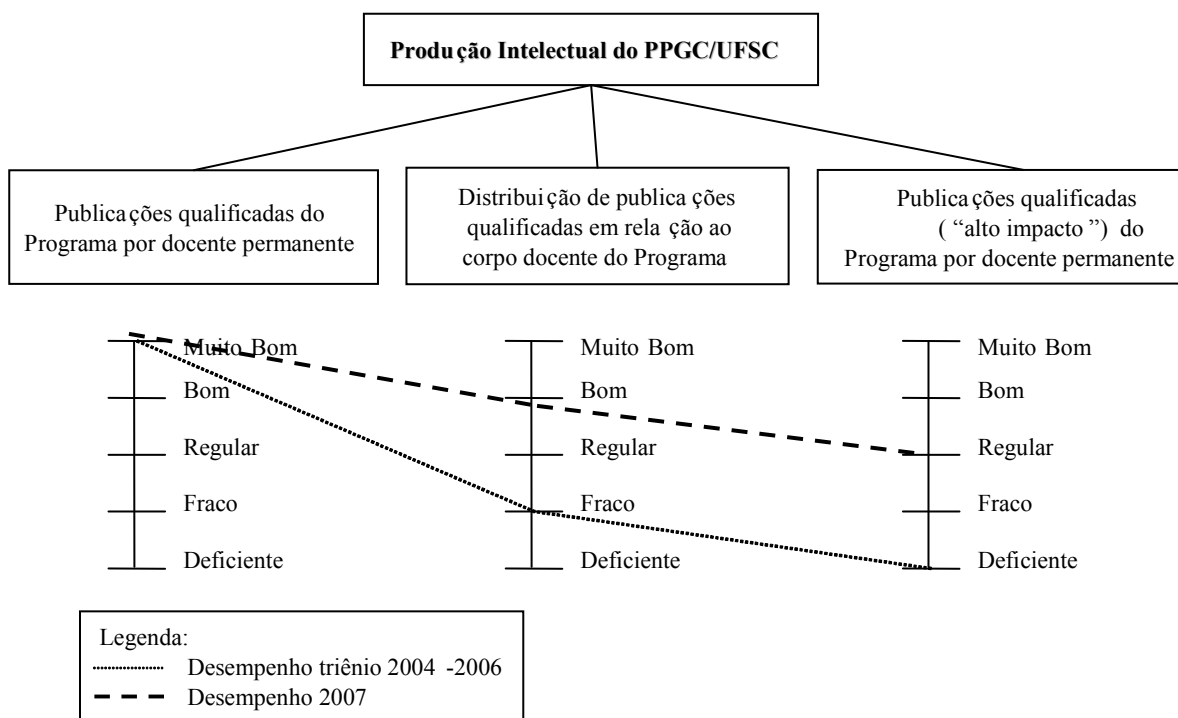 Produção Intelectual do PPGC/UFSC
Publicações qualificadas do
Programa por docente permanente
Distribuição de publicações
qualificadas em relação ao
corpo docente do Programa
Publicações qualificadas
( “alto impacto ”) do
Programa por docente permanente
Muito Bom
Bom
Regular
Fraco
Deficiente
Muito Bom
Bom
Regular
Fraco
Deficiente
Muito Bom
Bom
Regular
Fraco
Deficiente
Legenda:
Desempenho triênio 2004 -2006
Desempenho 2007